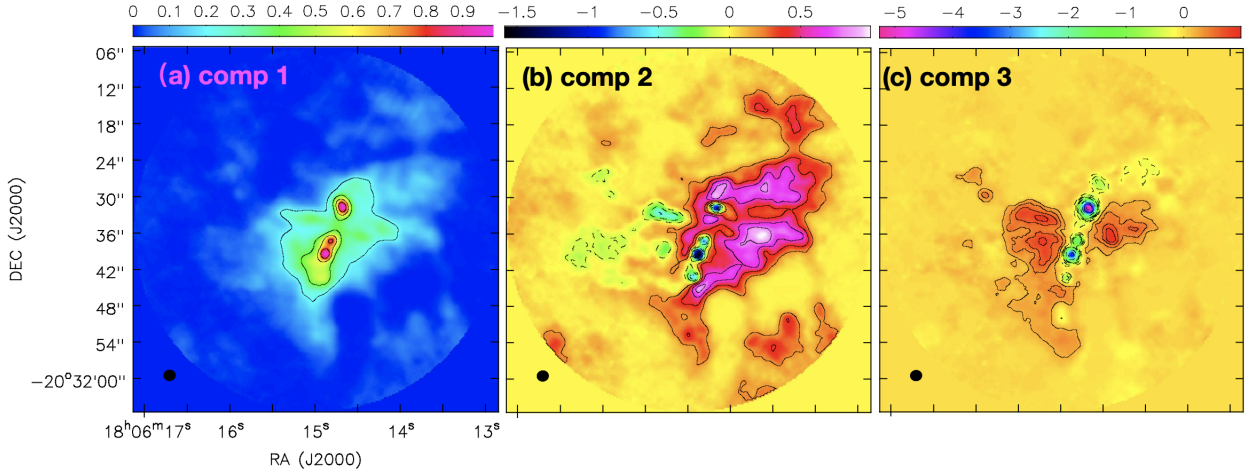 0 0.1 0.2 0.3 0.4 0.5 0.6 0.7 0.8 0.9
−1.5 −1 −0.5 0 0.5
−5 −4 −3 −2 −1 0
(a) comp 1
(b) comp 2
(c) comp 3
DEC (J2000)
06"
12"
18"
24"
30"
36"
42"
48"
54"
−20°32'00"
18ʰ06ᵐ17ˢ 16ˢ 15ˢ 14ˢ 13ˢ
RA (J2000)